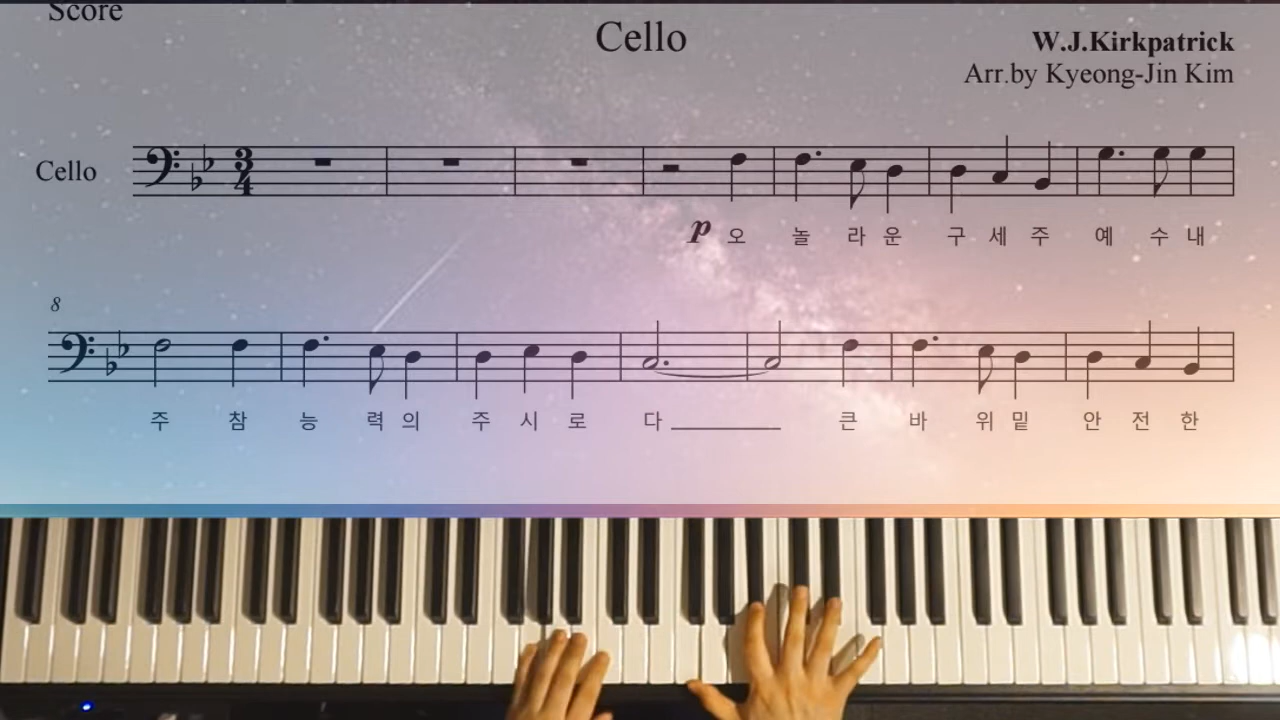 Score
Cello
W.J.Kirkpatrick
Arr.by Kyeong-Jin Kim
Cello
3
4
p 오 놀 라 운 구 세 주 예 수 내
8
주 참 능 력 의 주 시 로 다 큰 바 위 밑 안 전 한